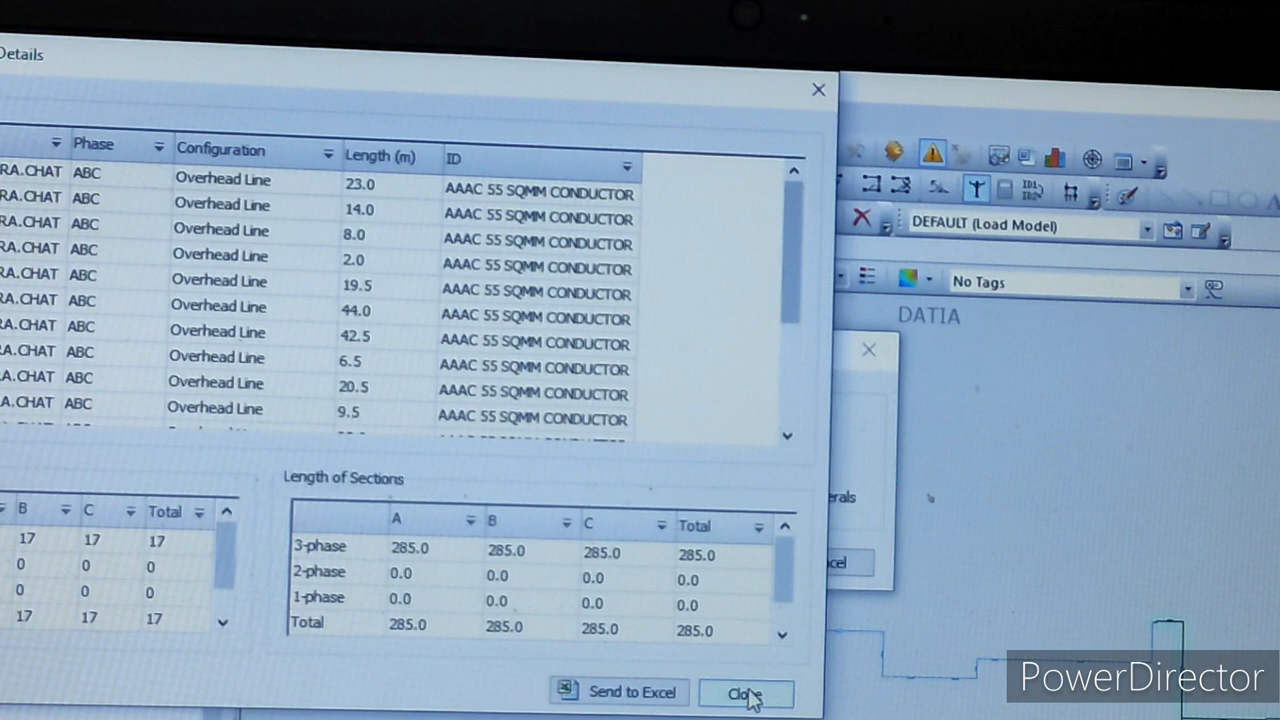 Details
Phase Configuration Length (m) ID
RA.CHAT ABC Overhead Line 23.0 AAAC 55 SQMM CONDUCTOR
RA.CHAT ABC Overhead Line 14.0 AAAC 55 SQMM CONDUCTOR
RA.CHAT ABC Overhead Line 8.0 AAAC 55 SQMM CONDUCTOR
RA.CHAT ABC Overhead Line 2.0 AAAC 55 SQMM CONDUCTOR
RA.CHAT ABC Overhead Line 19.5 AAAC 55 SQMM CONDUCTOR
RA.CHAT ABC Overhead Line 44.0 AAAC 55 SQMM CONDUCTOR
RA.CHAT ABC Overhead Line 42.5 AAAC 55 SQMM CONDUCTOR
A.CHAT ABC Overhead Line 6.5 AAAC 55 SQMM CONDUCTOR
A.CHAT ABC Overhead Line 20.5 AAAC 55 SQMM CONDUCTOR
A.CHAT ABC Overhead Line 9.5 AAAC 55 SQMM CONDUCTOR
B C Total
17 17 17
0 0 0
0 0 0
17 17 17
Length of Sections
A B C Total
3-phase 285.0 285.0 285.0 285.0
2-phase 0.0 0.0 0.0 0.0
1-phase 0.0 0.0 0.0 0.0
Total 285.0 285.0 285.0 285.0
Send to Excel
Close
DEFAULT (Load Model)
No Tags
DATIA
erals
cel
PowerDirector